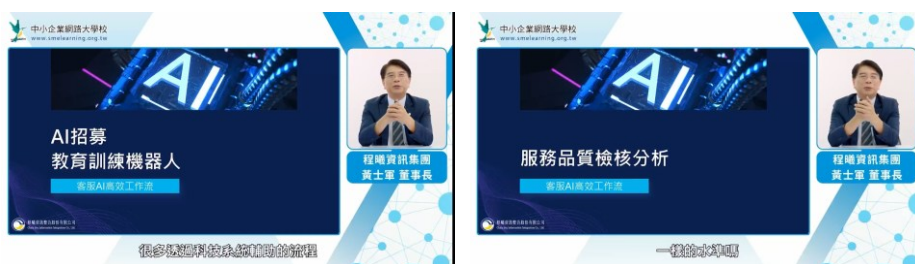 中小企業網路大學校
www.smelearning.org.tw
AI
AI招募
教育訓練機器人
客服AI高效工作流
程曦資訊集團
黃士軍 董事長
很多透過科技系統輔助的流程
中小企業網路大學校
www.smelearning.org.tw
AI
服務品質檢核分析
客服AI高效工作流
程曦資訊集團
黃士軍 董事長
一樣的水準嗎